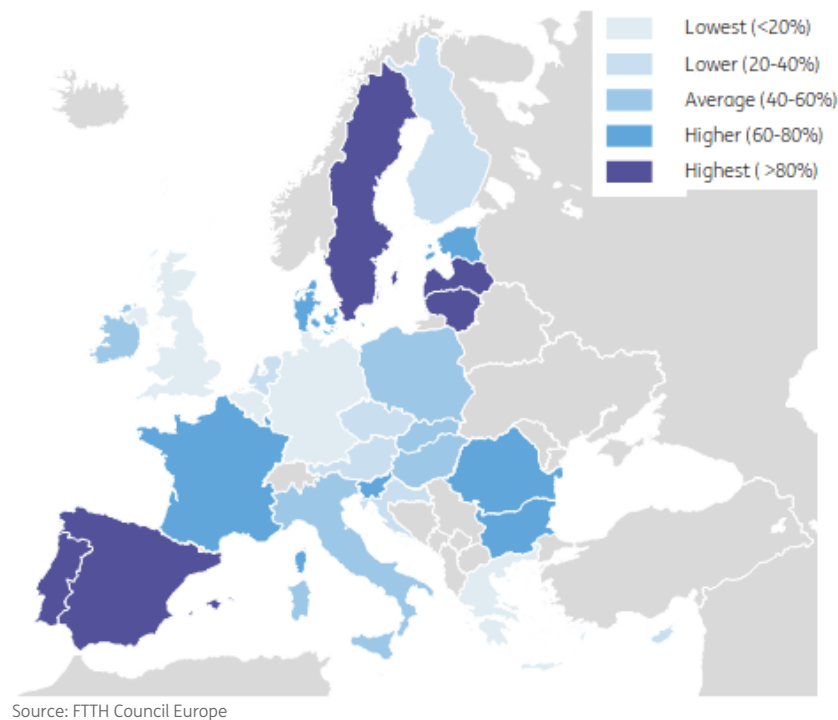 Lowest (<20%)
Lower (20-40%)
Average (40-60%)
Higher (60-80%)
Highest ( >80%)
Source: FTTH Council Europe